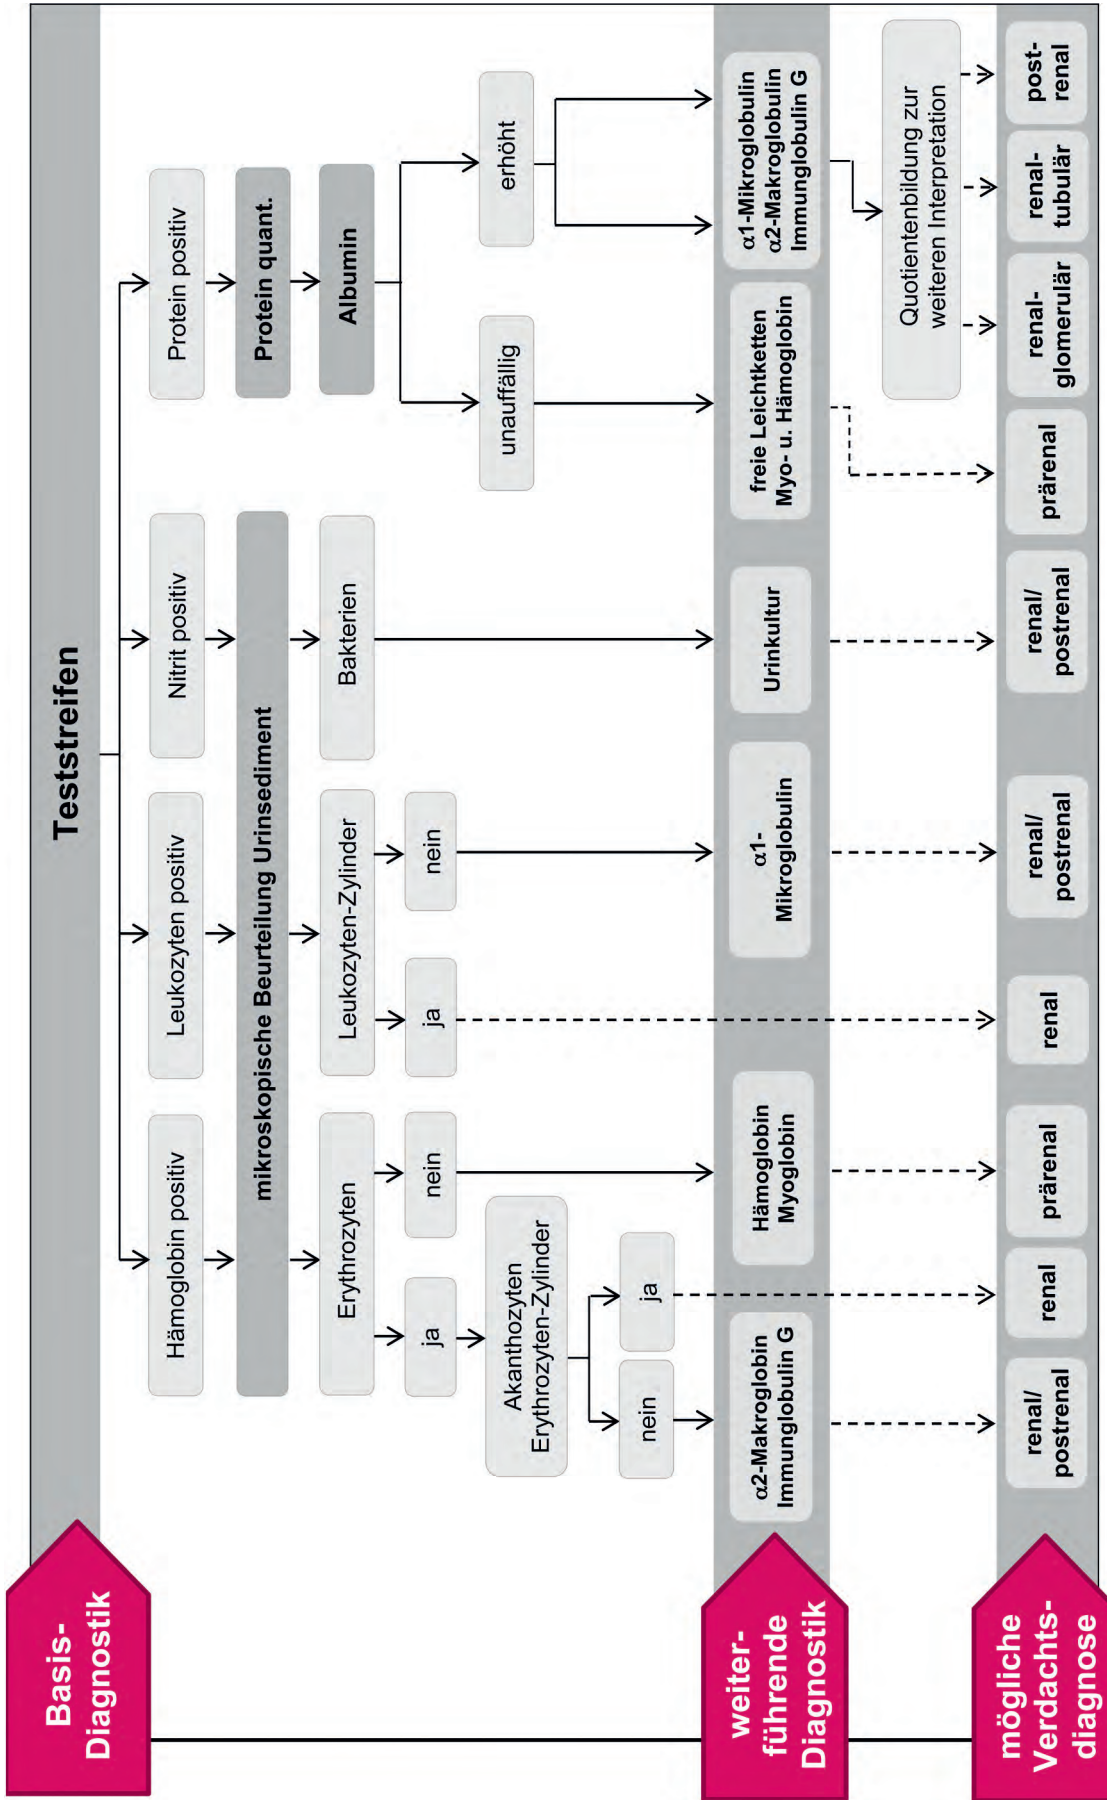 Basis-
Diagnostik
Teststreifen
Hämoglobin positiv
Leukozyten positiv
Nitrit positiv
Protein positiv
mikroskopische Beurteilung Urinsediment
Protein quant.
Erythrozyten
Leukozyten-Zylinder
Bakterien
Albumin
ja
nein
ja
nein
Akanthozyten
Erythrozyten-Zylinder
unauffällig
erhöht
nein
ja
weiter-
führende
Diagnostik
α2-Makroglobin
Immunglobulin G
Hämoglobin
Myoglobin
α1-
Mikroglobulin
Urinkultur
freie Leichtketten
Myo- u. Hämoglobin
α1-Mikroglobulin
α2-Makroglobulin
Immunglobulin G
Quotientenbildung zur
weiteren Interpretation
mögliche
Verdachts-
diagnose
renal/
postrenal
renal
prärenal
renal
renal/
postrenal
renal/
postrenal
prärenal
renal-
glomerulär
renal-
tubulär
post-
renal